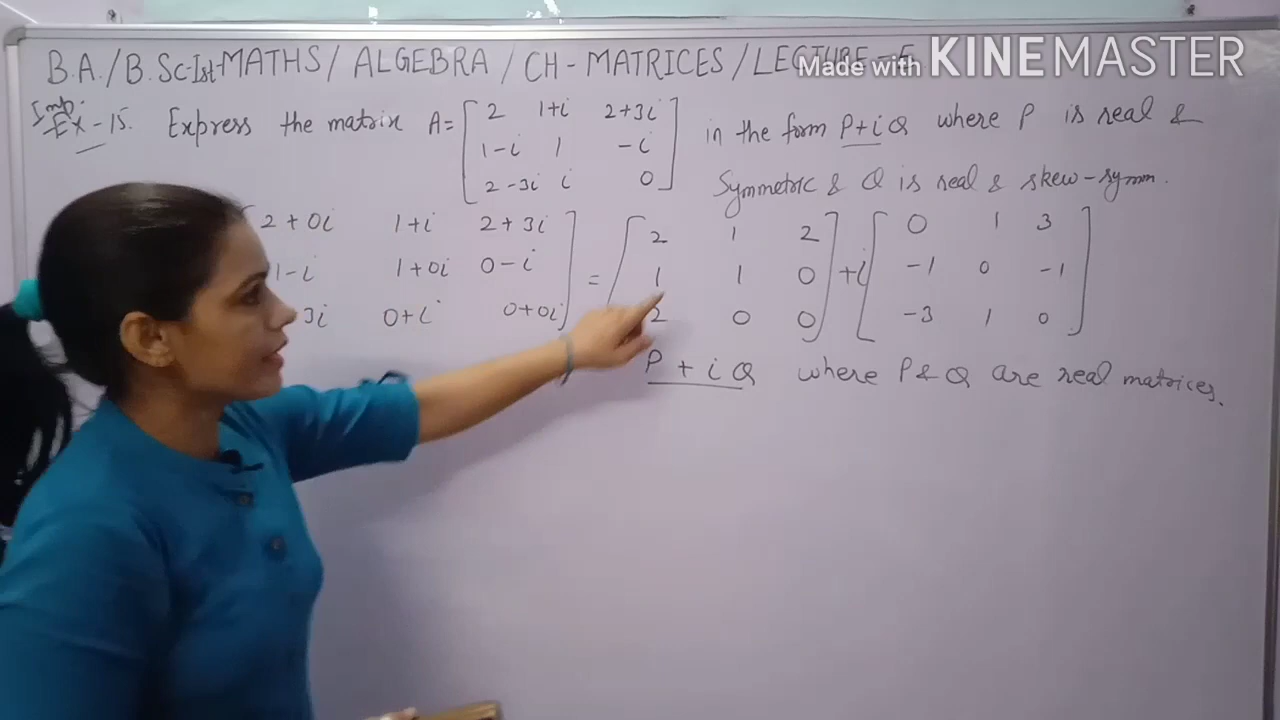 B.A./B.Sc-Ist-MATHS/ALGEBRA/CH-MATRICES/LECTURE-5
Made with KINEMASTER
Imp.
Ex-15. Express the matrix A= [ 2 1+i 2+3i in the form P+iQ where P is real &
1-i 1 -i
2-3i i 0 ] Symmetric & Q is real & skew-symm.
2+0i 1+i 2+3i = [ 2 1 2 ] +i [ 0 1 3
1-i 1+0i 0-i 1 1 0 -1 0 -1
3i 0+i 0+0i 2 0 0 -3 1 0 ]
P+iQ where P & Q are real matrices.